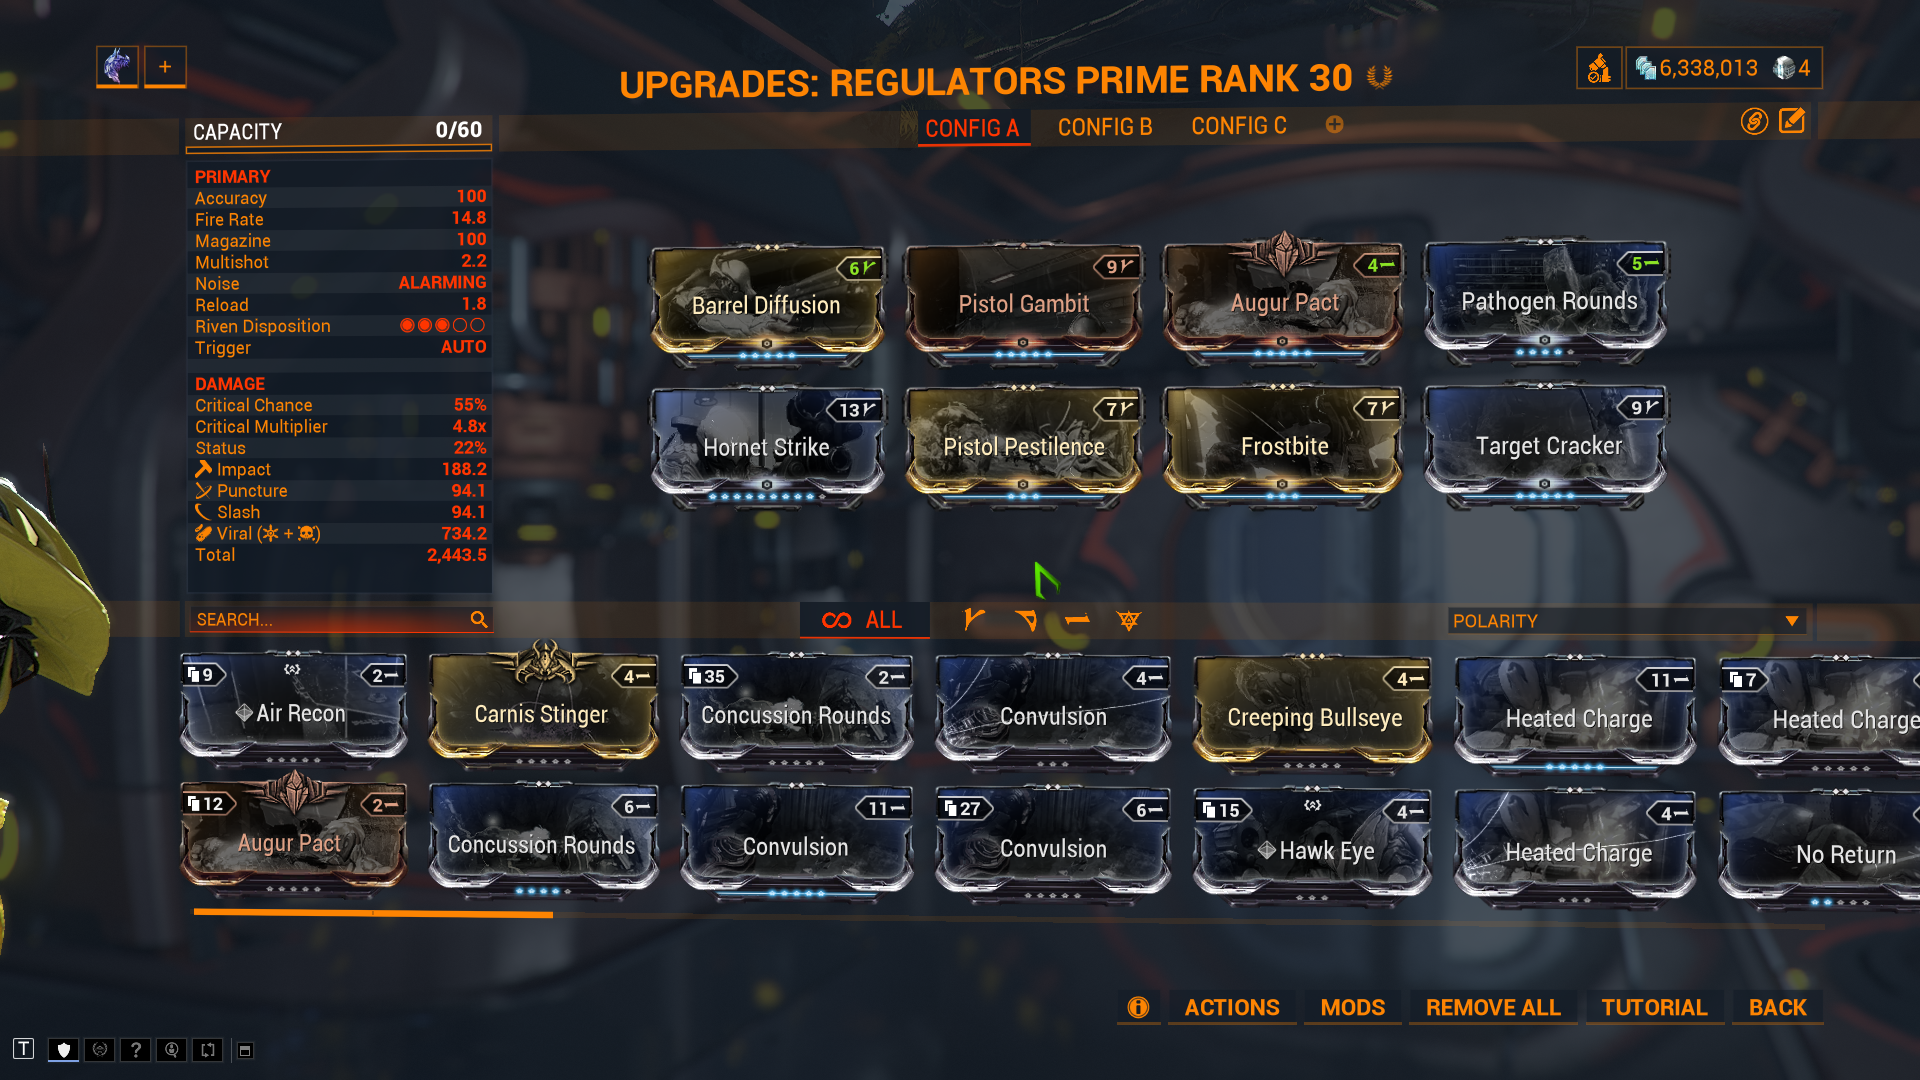 +
UPGRADES: REGULATORS PRIME RANK 30
6,338,013 4
CAPACITY 0/60
CONFIG A CONFIG B CONFIG C
PRIMARY
Accuracy 100
Fire Rate 14.8
Magazine 100
Multishot 2.2
Noise ALARMING
Reload 1.8
Riven Disposition
Trigger AUTO
DAMAGE
Critical Chance 55%
Critical Multiplier 4.8x
Status 22%
Impact 188.2
Puncture 94.1
Slash 94.1
Viral ( + ) 734.2
Total 2,443.5
6 9 4 5
Barrel Diffusion Pistol Gambit Augur Pact Pathogen Rounds
13 7 7 9
Hornet Strike Pistol Pestilence Frostbite Target Cracker
SEARCH...
ALL
POLARITY
9 2 4 35 2 4 4 11 7
Air Recon Carnis Stinger Concussion Rounds Convulsion Creeping Bullseye Heated Charge Heated Charge
12 2 6 11 27 6 15 4 4
Augur Pact Concussion Rounds Convulsion Convulsion Hawk Eye Heated Charge No Return
ACTIONS MODS REMOVE ALL TUTORIAL BACK
T ?